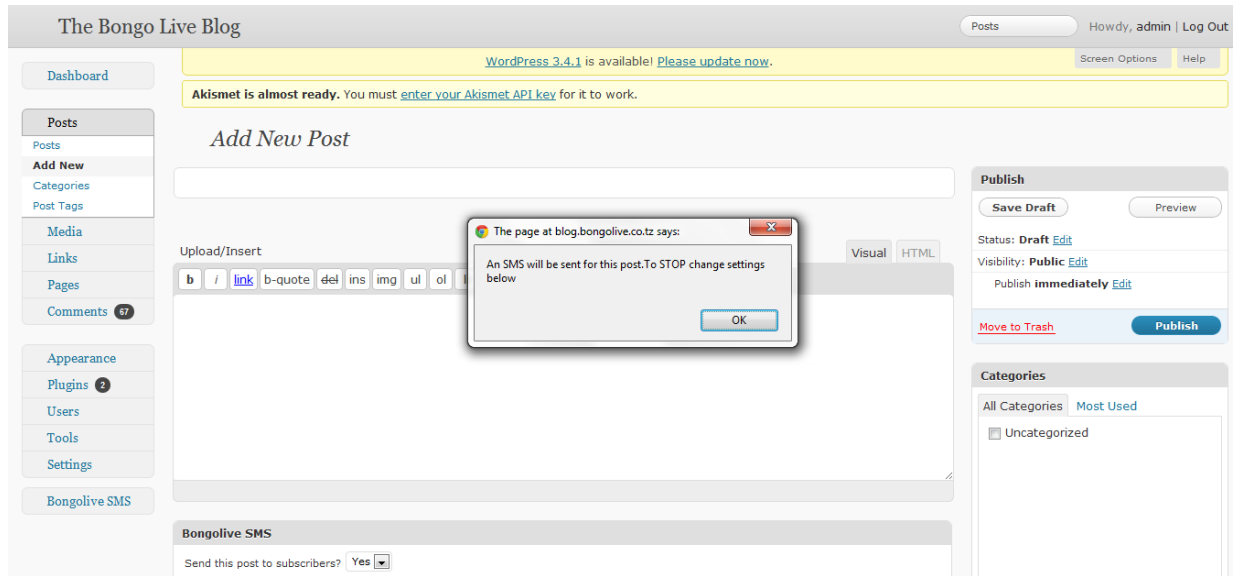 The Bongo Live Blog
Posts
Howdy, admin | Log Out
WordPress 3.4.1 is available! Please update now.
Screen Options
Help
Akismet is almost ready. You must enter your Akismet API key for it to work.
Dashboard
Posts
Posts
Add New
Categories
Post Tags
Media
Links
Pages
Comments 67
Appearance
Plugins 2
Users
Tools
Settings
Bongolive SMS
Add New Post
Upload/Insert
Visual
HTML
b i link b-quote del ins img ul ol
The page at blog.bongolive.co.tz says:
An SMS will be sent for this post.To STOP change settings
below
OK
Bongolive SMS
Send this post to subscribers? Yes
Publish
Save Draft
Preview
Status: Draft Edit
Visibility: Public Edit
Publish immediately Edit
Move to Trash
Publish
Categories
All Categories
Most Used
Uncategorized